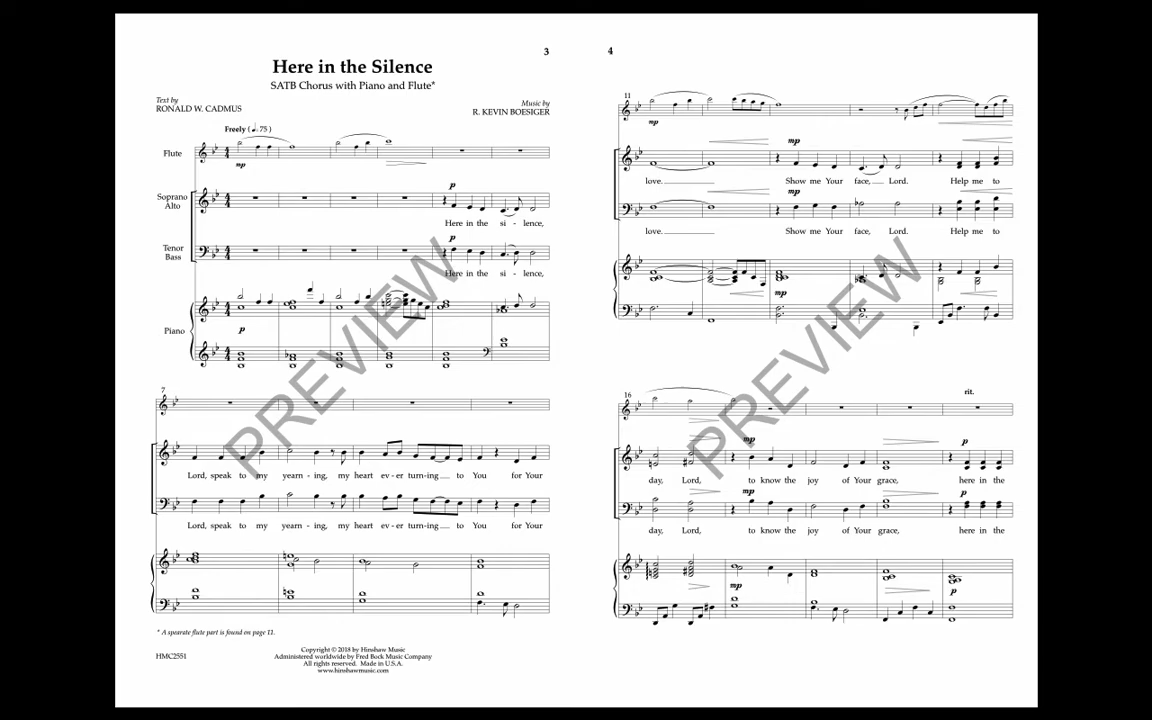 3
Here in the Silence
SATB Chorus with Piano and Flute*
Text by
RONALD W. CADMUS
Music by
R. KEVIN BOESIGER
Freely (♩. 75 )
Flute
mp
p
Soprano
Alto
Here in the si - lence,
p
Tenor
Bass
Here in the si - lence,
Piano
p
7
Lord, speak to my yearn - ing, my heart ev - er turn-ing to You for Your
Lord, speak to my yearn - ing, my heart ev - er turn-ing to You for Your
* A spearate flute part is found on page 11.
HMC2551
Copyright © 2018 by Hinshaw Music
Administered worldwide by Fred Bock Music Company
All rights reserved. Made in U.S.A.
www.hinshawmusic.com
PREVIEW
4
11
mp
mp
love. Show me Your face, Lord. Help me to
mp
love. Show me Your face, Lord. Help me to
mp
16
rit.
mp p
day, Lord, to know the joy of Your grace, here in the
mp p
day, Lord, to know the joy of Your grace, here in the
mp p
PREVIEW